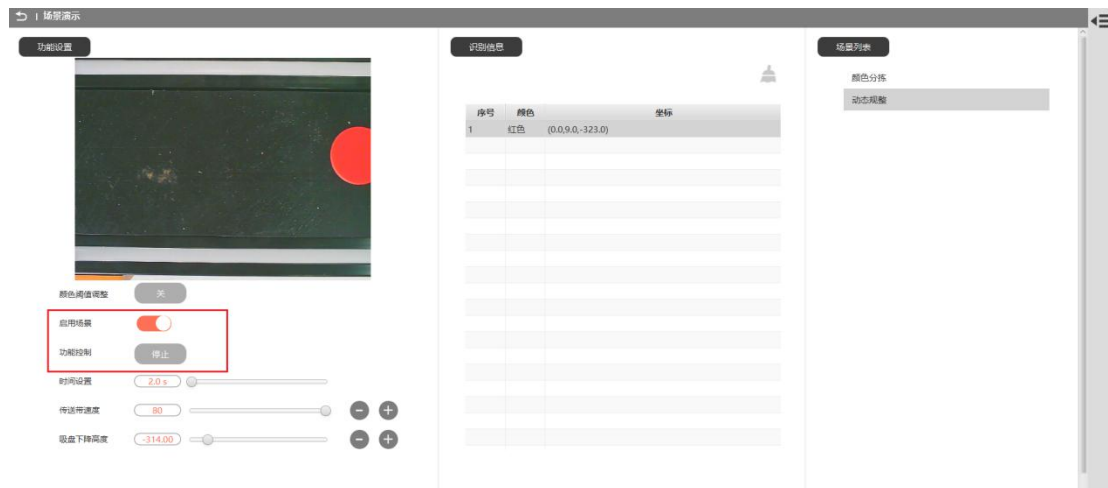 场景演示
功能设置
识别信息
场景列表
颜色分拣
动态规整
序号 颜色 坐标
1 红色 (0.0,9.0,-323.0)
颜色阈值调整 关
启用场景
功能控制 停止
时间设置 2.0 s
传送带速度 80
吸盘下降高度 -314.00